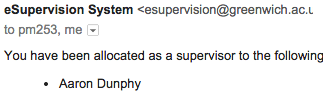 eSupervision System <esupervision@greenwich.ac.u
to pm253, me
You have been allocated as a supervisor to the following
• Aaron Dunphy